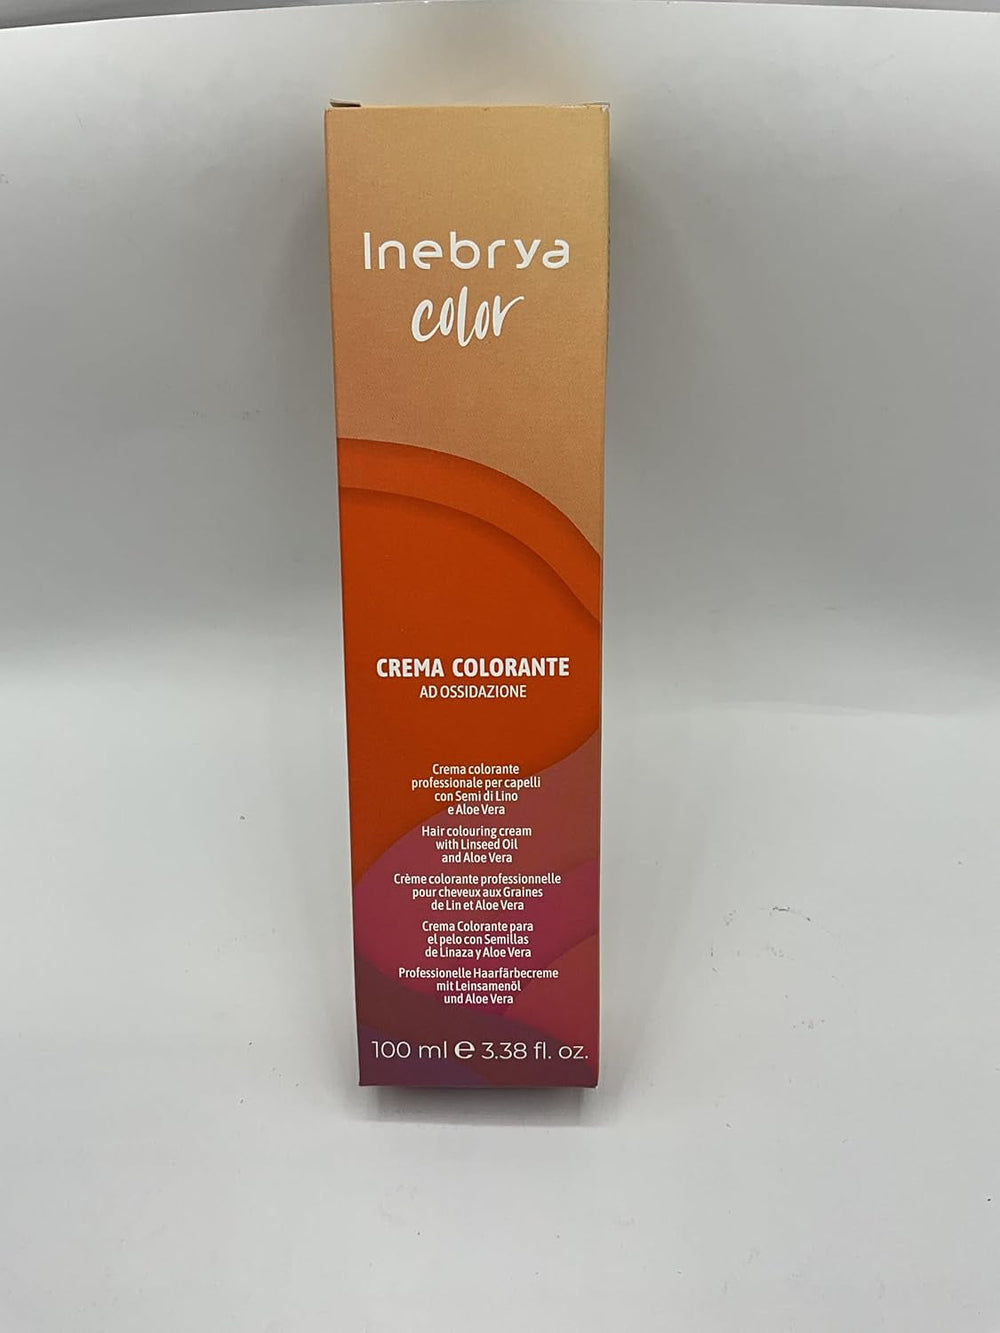 Inebrya
color
CREMA COLORANTE
AD OSSIDAZIONE
Crema colorante
professionale per capelli
con Semi di Lino
e Aloe Vera
Hair colouring cream
with Linseed Oil
and Aloe Vera
Crème colorante professionnelle
pour cheveux aux Graines
de Lin et Aloe Vera
Crema Colorante para
el pelo con Semillas
de Linaza y Aloe Vera
Professionelle Haarfärbecreme
mit Leinsamenöl
und Aloe Vera
100 ml ℮ 3.38 fl. oz.